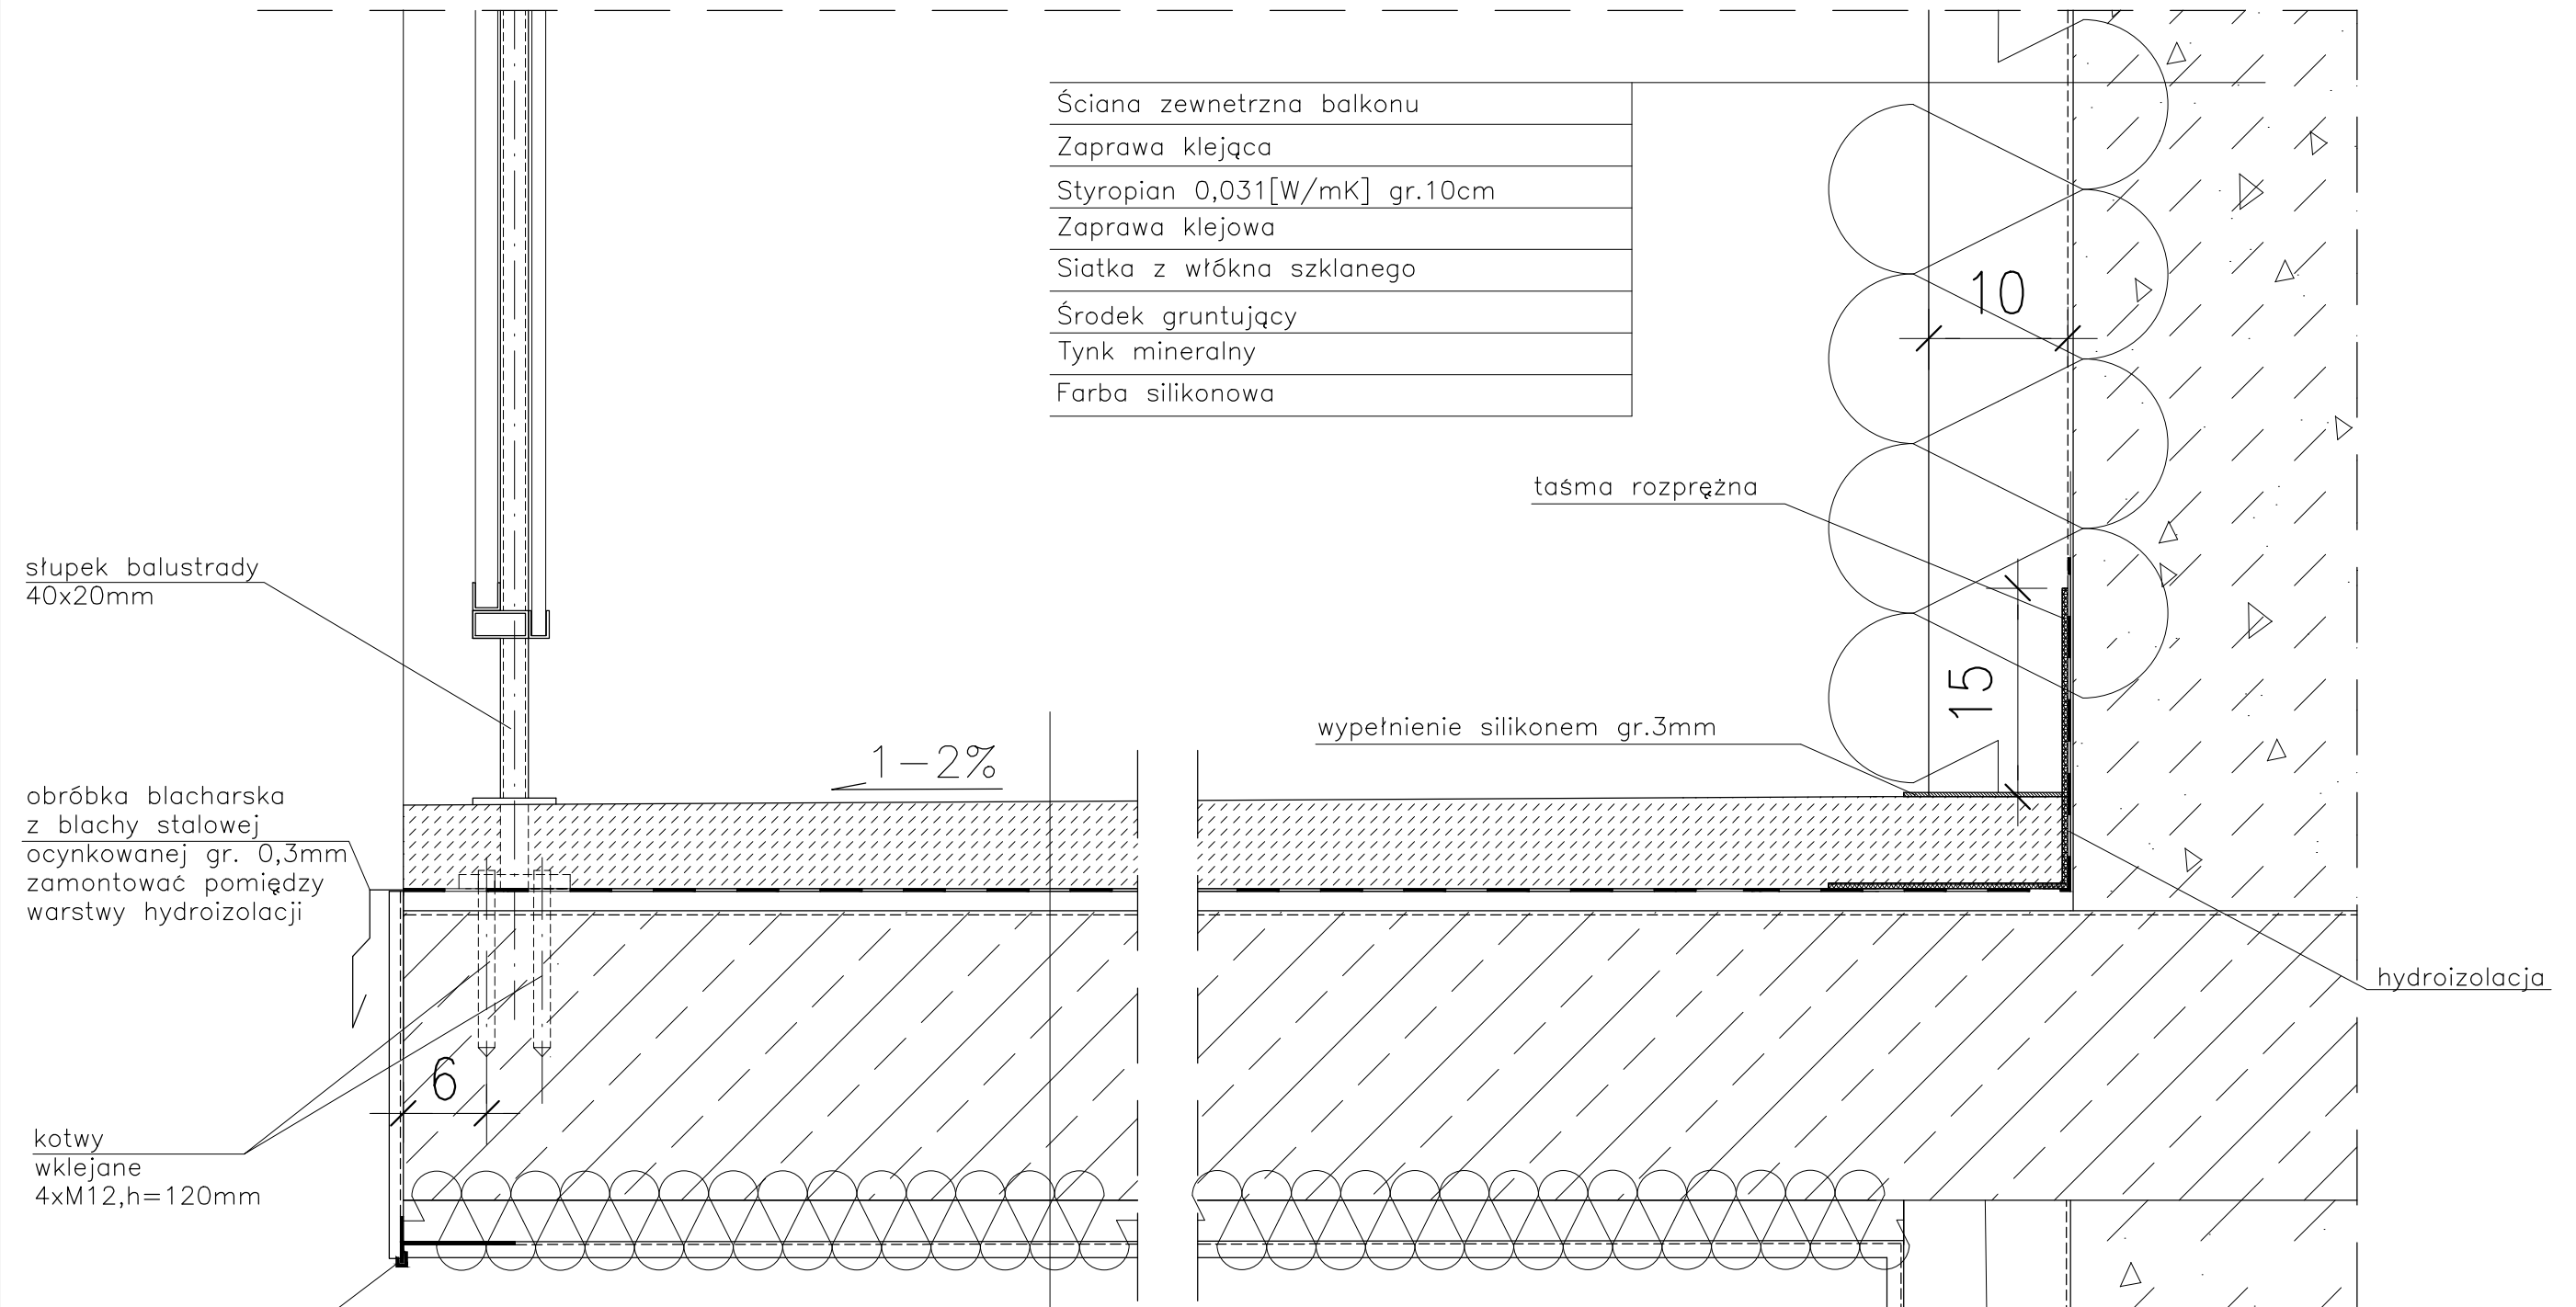 Ściana zewnetrzna balkonu
Zaprawa klejąca
Styropian 0,031[W/mK] gr.10cm
Zaprawa klejowa
Siatka z włókna szklanego
Środek gruntujący
Tynk mineralny
Farba silikonowa
10
taśma rozprężna
słupek balustrady
40x20mm
15
wypełnienie silikonem gr.3mm
1-2%
obróbka blacharska
z blachy stalowej
ocynkowanej gr. 0,3mm
zamontować pomiędzy
warstwy hydroizolacji
hydroizolacja
6
kotwy
wklejane
4xM12,h=120mm